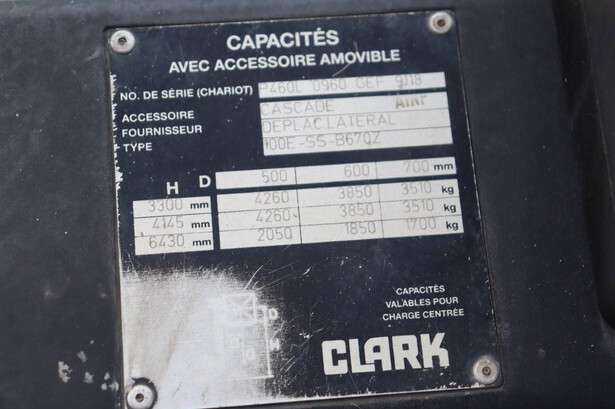 CAPACITÉS
AVEC ACCESSOIRE AMOVIBLE
NO. DE SÉRIE (CHARIOT) P460L 0960 GEF 9118
ACCESSOIRE CASCADE
FOURNISSEUR DEPLAC LATERAL
TYPE 100E-SS-B670Z
H D 500 600 700 mm
3300 mm 4260 3850 3510 kg
4145 mm 4260 3850 3510 kg
6430 mm 2050 1850 1700 kg
CAPACITÉS
VALABLES POUR
CHARGE CENTRÉE
CLARK